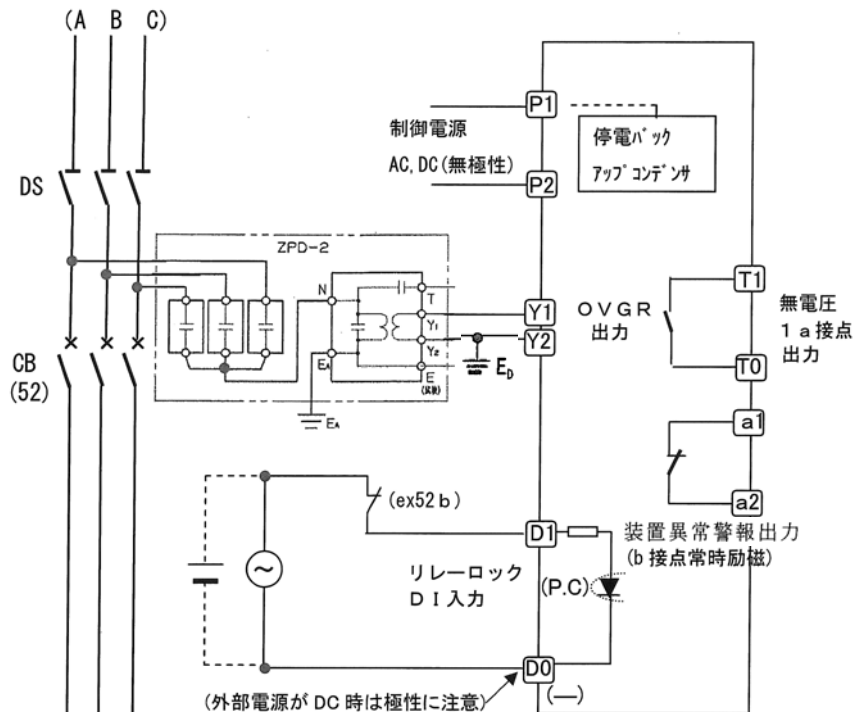 (A B C)
P1
制御電源
停電バック
アップコンデンサ
AC, DC(無極性)
P2
DS
ZPD-2
N
T
Y1
Y1
OVGR
出力
T1
無電圧
1a接点
出力
Y2
Y2
EA
E
ED
T0
CB
(52)
EA
a1
a2
(ex52b)
D1
装置異常警報出力
(b接点常時励磁)
リレーロック
DI入力
(P.C)
D0
(外部電源がDC時は極性に注意)
(―)